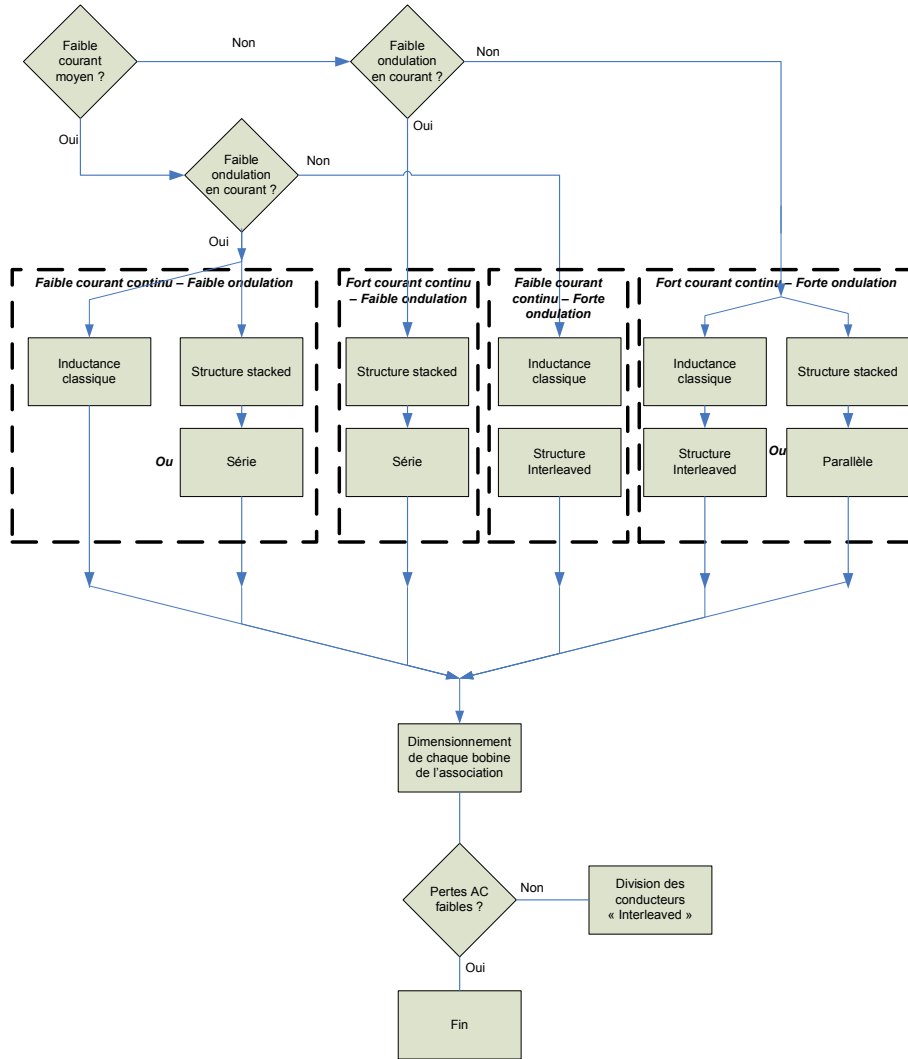 Faible
courant
moyen ?
Non
Faible
ondulation
en courant ?
Non
Oui
Oui
Faible
ondulation
en courant ?
Non
Oui
Faible courant continu – Faible ondulation
Fort courant continu
– Faible ondulation
Faible courant
continu – Forte
ondulation
Fort courant continu – Forte ondulation
Inductance
classique
Structure stacked
Structure stacked
Inductance
classique
Inductance
classique
Structure stacked
Ou
Série
Série
Structure
Interleaved
Structure
Interleaved
Ou
Parallèle
Dimensionnement
de chaque bobine
de l’association
Pertes AC
faibles ?
Non
Division des
conducteurs
« Interleaved »
Oui
Fin